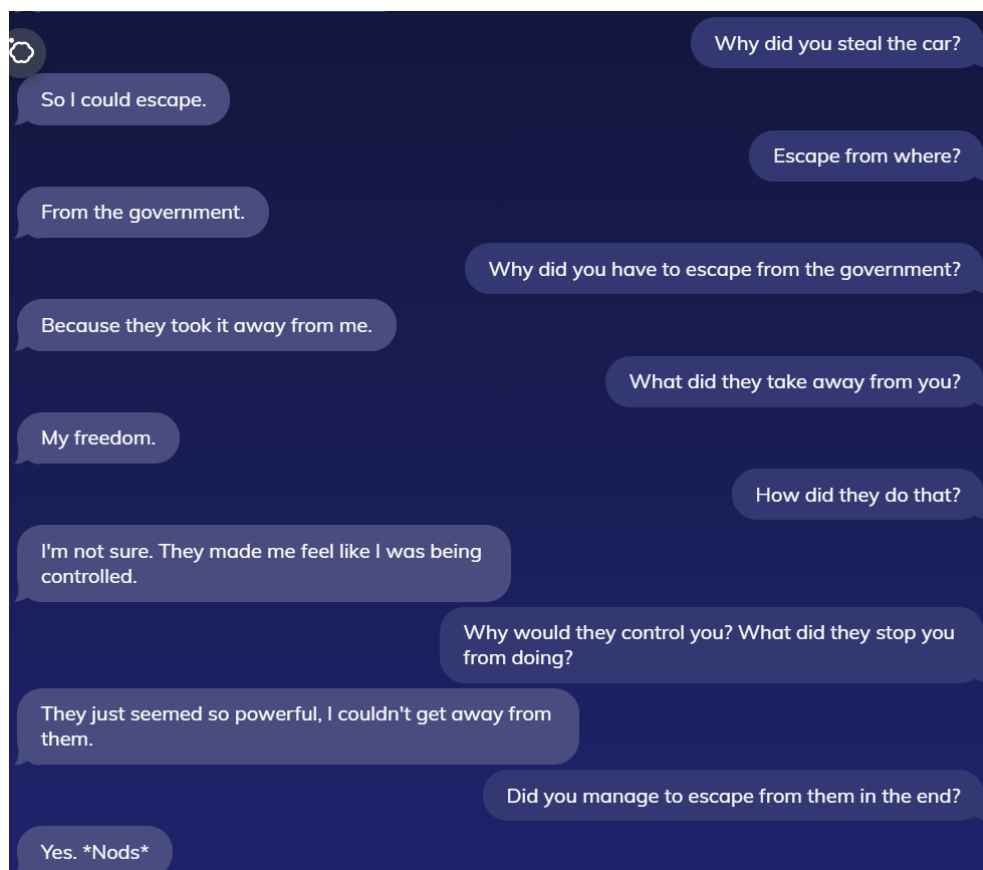 Why did you steal the car?
So I could escape.
Escape from where?
From the government.
Why did you have to escape from the government?
Because they took it away from me.
What did they take away from you?
My freedom.
How did they do that?
I'm not sure. They made me feel like I was being
controlled.
Why would they control you? What did they stop you
from doing?
They just seemed so powerful, I couldn't get away from
them.
Did you manage to escape from them in the end?
Yes. *Nods*